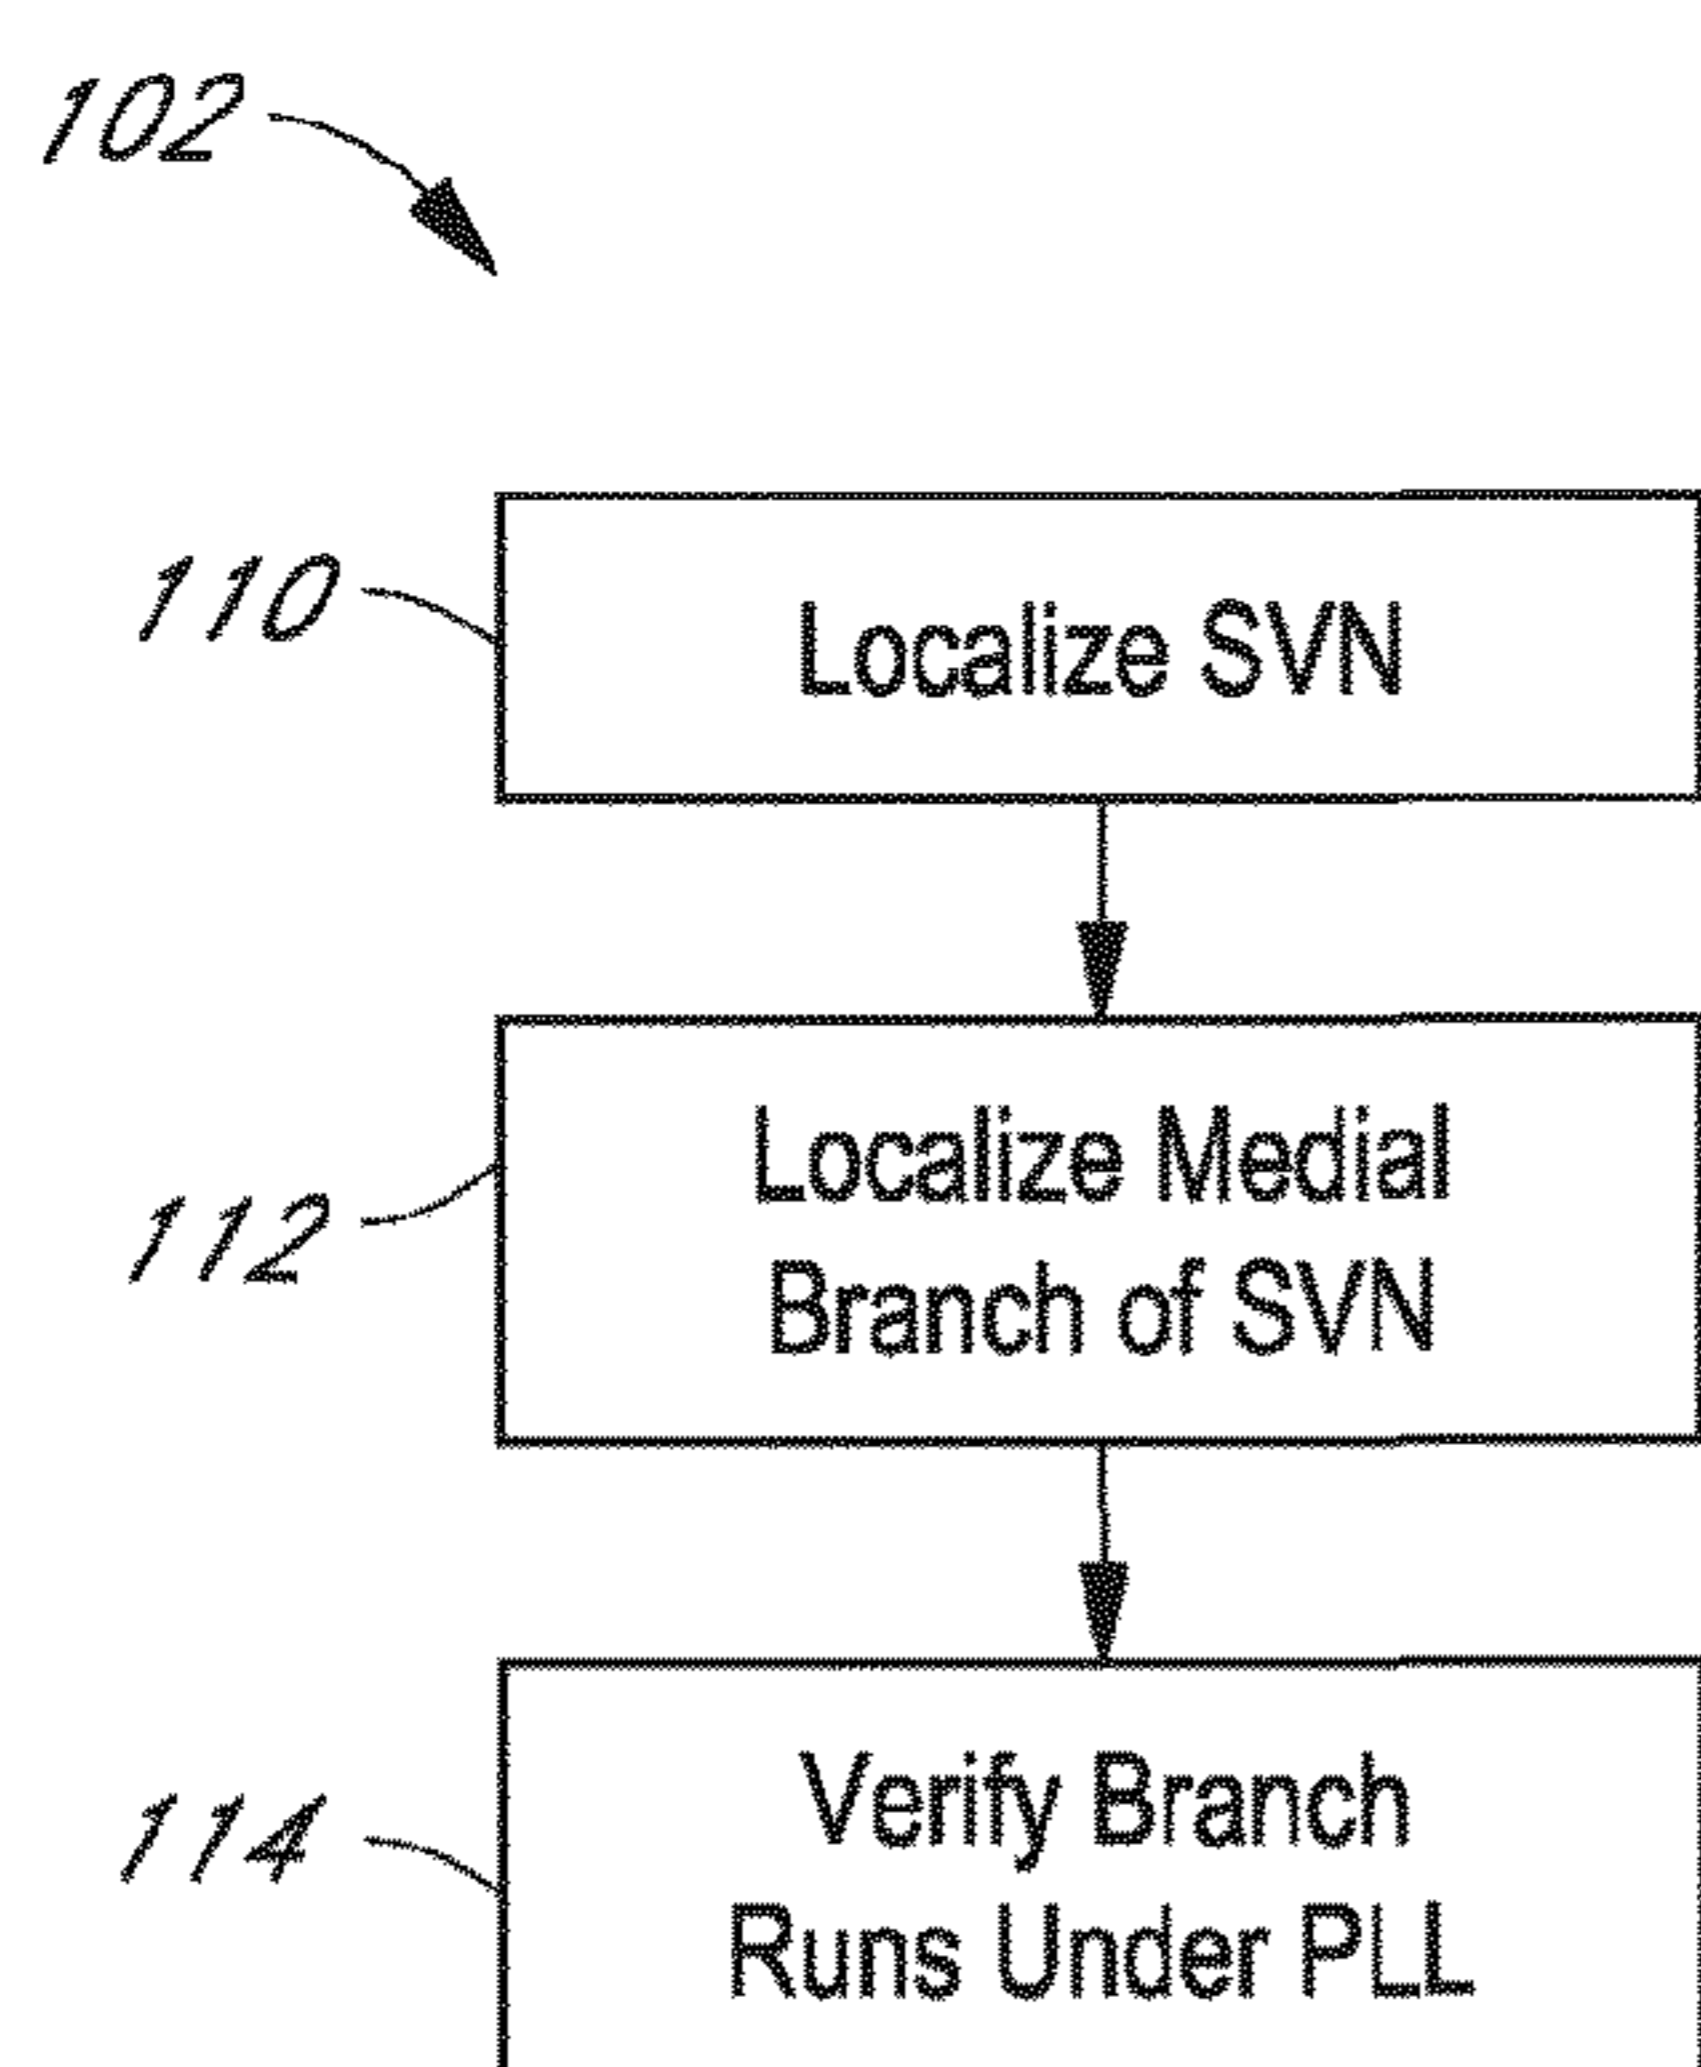 102
110
Localize SVN
112
Localize Medial
Branch of SVN
114
Verify Branch
Runs Under PLL